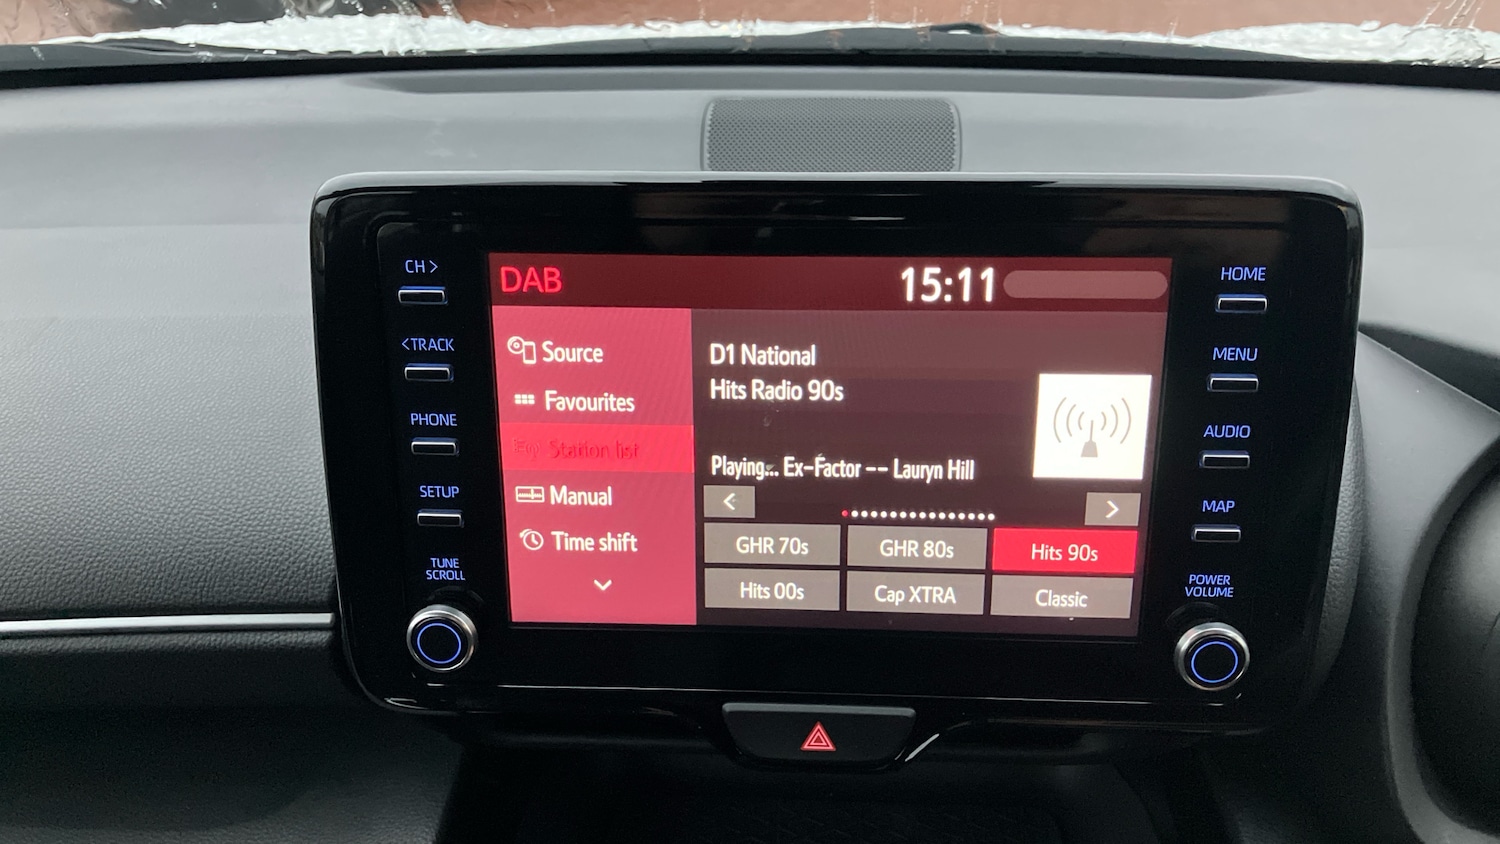 CH >
< TRACK
PHONE
SETUP
TUNE
SCROLL
DAB
15:11
Source
Favourites
Station list
Manual
Time shift
D1 National
Hits Radio 90s
Playing... Ex-Factor -- Lauryn Hill
<
>
GHR 70s
GHR 80s
Hits 90s
Hits 00s
Cap XTRA
Classic
HOME
MENU
AUDIO
MAP
POWER
VOLUME